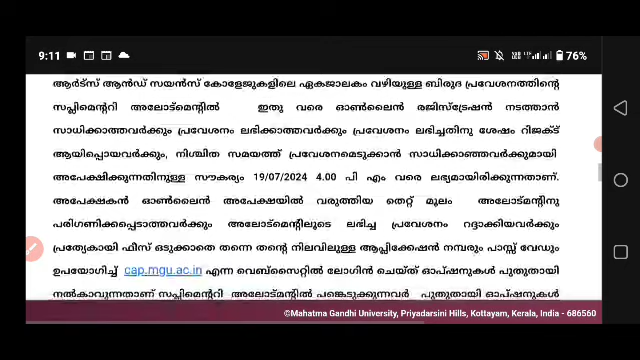 9:11
76%
ആർട്സ് ആൻഡ് സയൻസ് കോളേജുകളിലെ ഏകജാലകം വഴിയുള്ള ബിരുദ പ്രവേശനത്തിന്റെ
സപ്ലിമെന്ററി അലോട്മെന്റിൽ ഇതു വരെ ഓൺലൈൻ രജിസ്ട്രേഷൻ നടത്താൻ
സാധിക്കാത്തവർക്കും പ്രവേശനം ലഭിക്കാത്തവർക്കും പ്രവേശനം ലഭിച്ചതിനു ശേഷം റിജക്ട്
ആയിപ്പൊയവർക്കും, നിശ്ചിത സമയത്ത് പ്രവേശനമെടുക്കാൻ സാധിക്കാഞ്ഞവർക്കുമായി
അപേക്ഷിക്കുന്നതിനുള്ള സൗകര്യം 19/07/2024 4.00 പി എം വരെ ലഭ്യമായിരിക്കുന്നതാണ്.
അപേക്ഷകൻ ഓൺലൈൻ അപേക്ഷയിൽ വരുത്തിയ തെറ്റ് മൂലം അലോട്മെന്റിനു
പരിഗണിക്കപ്പെടാത്തവർക്കും അലോട്മെന്റിലൂടെ ലഭിച്ച പ്രവേശനം റദ്ദാക്കിയവർക്കും
പ്രത്യേകമായി ഫീസ് ഒടുക്കാതെ തന്നെ തന്റെ നിലവിലുള്ള ആപ്ലിക്കേഷൻ നമ്പരും പാസ്സ് വേഡും
ഉപയോഗിച്ച് cap.mgu.ac.in എന്ന വെബ്സൈറ്റിൽ ലോഗിൻ ചെയ്ത് ഓപ്ഷനുകൾ പുതുതായി
നൽകാവുന്നതാണ് സപ്ലിമെന്ററി അലോട്മെന്റിൽ പങ്കെടുക്കുന്നവർ പുതുതായി ഓപ്ഷനുകൾ
©Mahatma Gandhi University, Priyadarsini Hills, Kottayam, Kerala, India - 686560